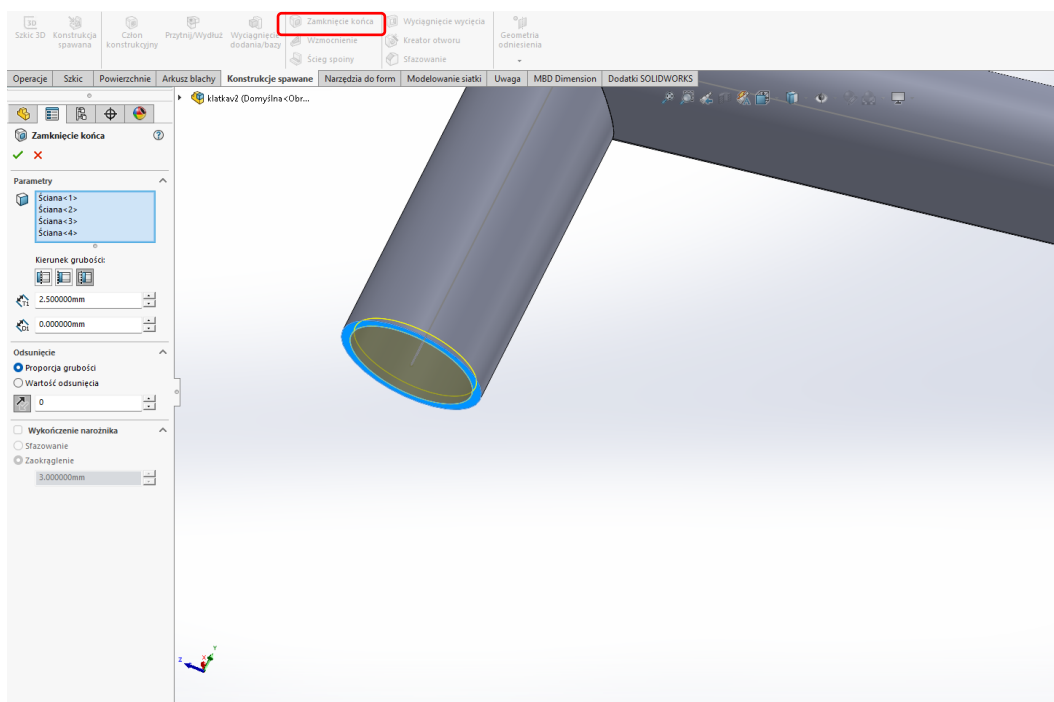 3D
Szkic 3D
Konstrukcja spawana
Człon konstrukcyjny
Przytnij/Wydłuż
Wyciągnięcie dodania/bazy
Zamknięcie końca
Wzmocnienie
Ścieg spoiny
Wyciągnięcie wycięcia
Kreator otworu
Sfazowanie
Geometria odniesienia
Operacje Szkic Powierzchnie Arkusz blachy Konstrukcje spawane Narzędzia do form Modelowanie siatki Uwaga MBD Dimension Dodatki SOLIDWORKS
klatkav2 (Domyślna<Obr...
Zamknięcie końca
Parametry
Ściana<1>
Ściana<2>
Ściana<3>
Ściana<4>
Kierunek grubości:
T1 2.500000mm
D1 0.000000mm
Odsunięcie
Proporcja grubości
Wartość odsunięcia
0
Wykończenie narożnika
Sfazowanie
Zaokrąglenie
3.000000mm
Y
Z X